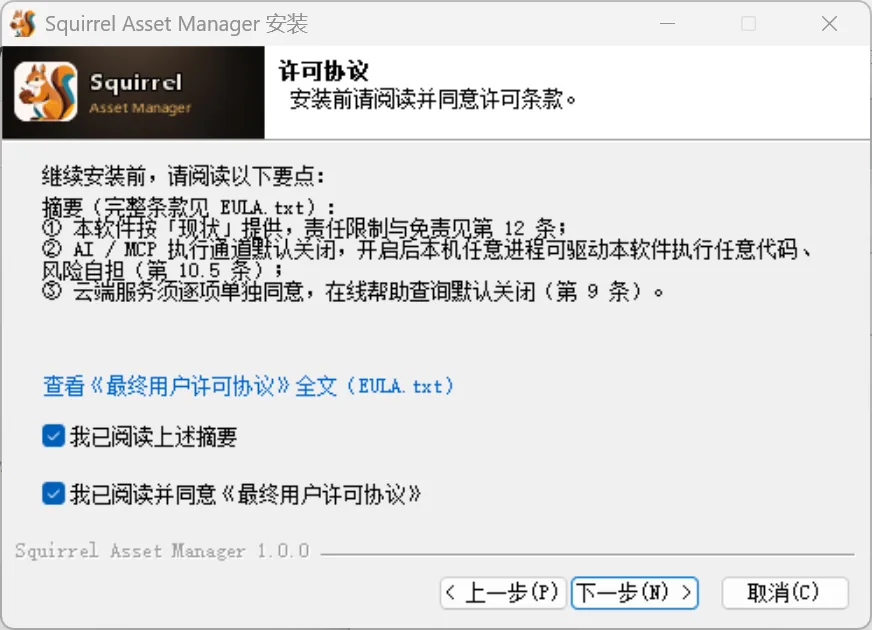 Squirrel Asset Manager 安装
Squirrel
Asset Manager
许可协议
安装前请阅读并同意许可条款。
继续安装前，请阅读以下要点：
摘要（完整条款见 EULA.txt）：
① 本软件按「现状」提供，责任限制与免责见第 12 条；
② AI / MCP 执行通道默认关闭，开启后本机任意进程可驱动本软件执行任意代码、
风险自担（第 10.5 条）；
③ 云端服务须逐项单独同意，在线帮助查询默认关闭（第 9 条）。
查看《最终用户许可协议》全文（EULA.txt）
我已阅读上述摘要
我已阅读并同意《最终用户许可协议》
Squirrel Asset Manager 1.0.0
< 上一步(P)
下一步(N) >
取消(C)